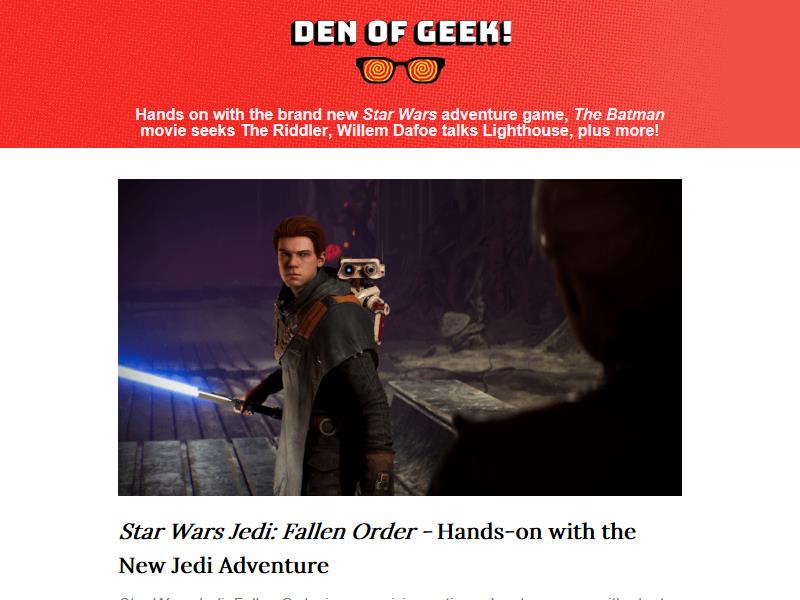 DEN OF GEEK!
Hands on with the brand new Star Wars adventure game, The Batman
movie seeks The Riddler, Willem Dafoe talks Lighthouse, plus more!
Star Wars Jedi: Fallen Order – Hands-on with the
New Jedi Adventure